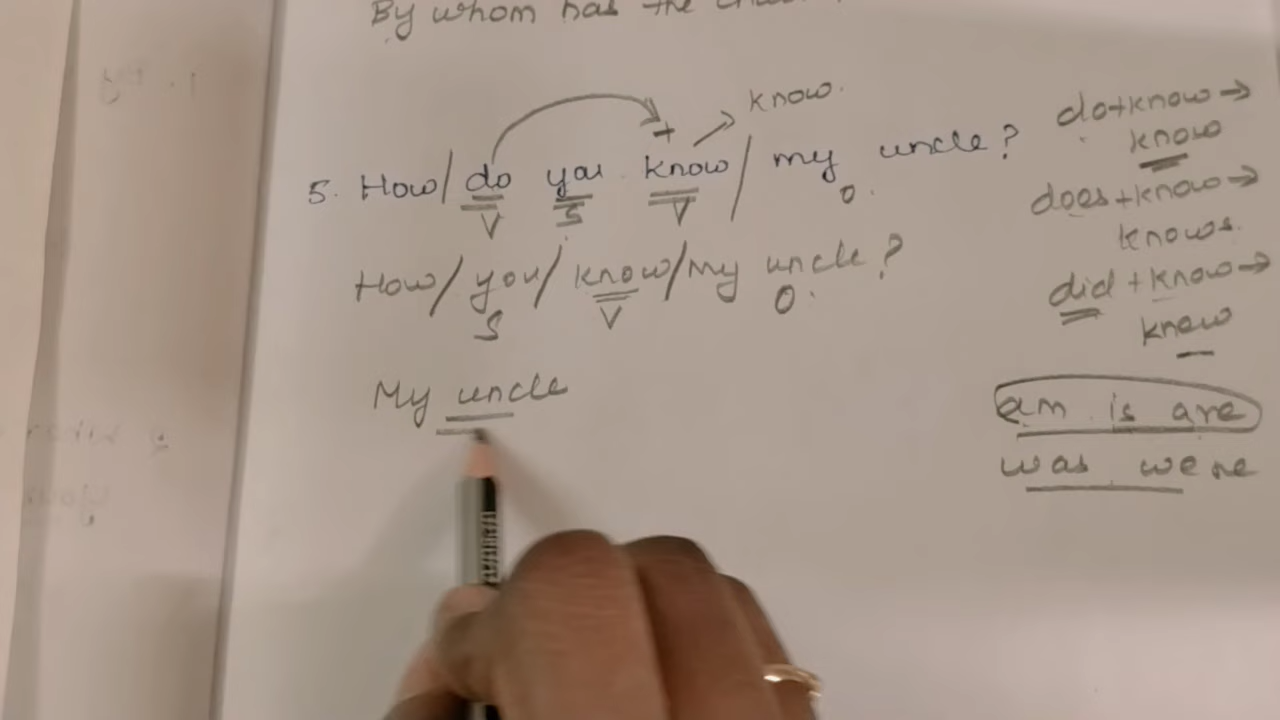 By whom has the
know.
5. How/ do you know/ my uncle?
V S V O.
How/ you/ know/my uncle?
S V O.
My uncle
do+know→
know
does+know→
knows.
did+know→
knew
am is are
was were